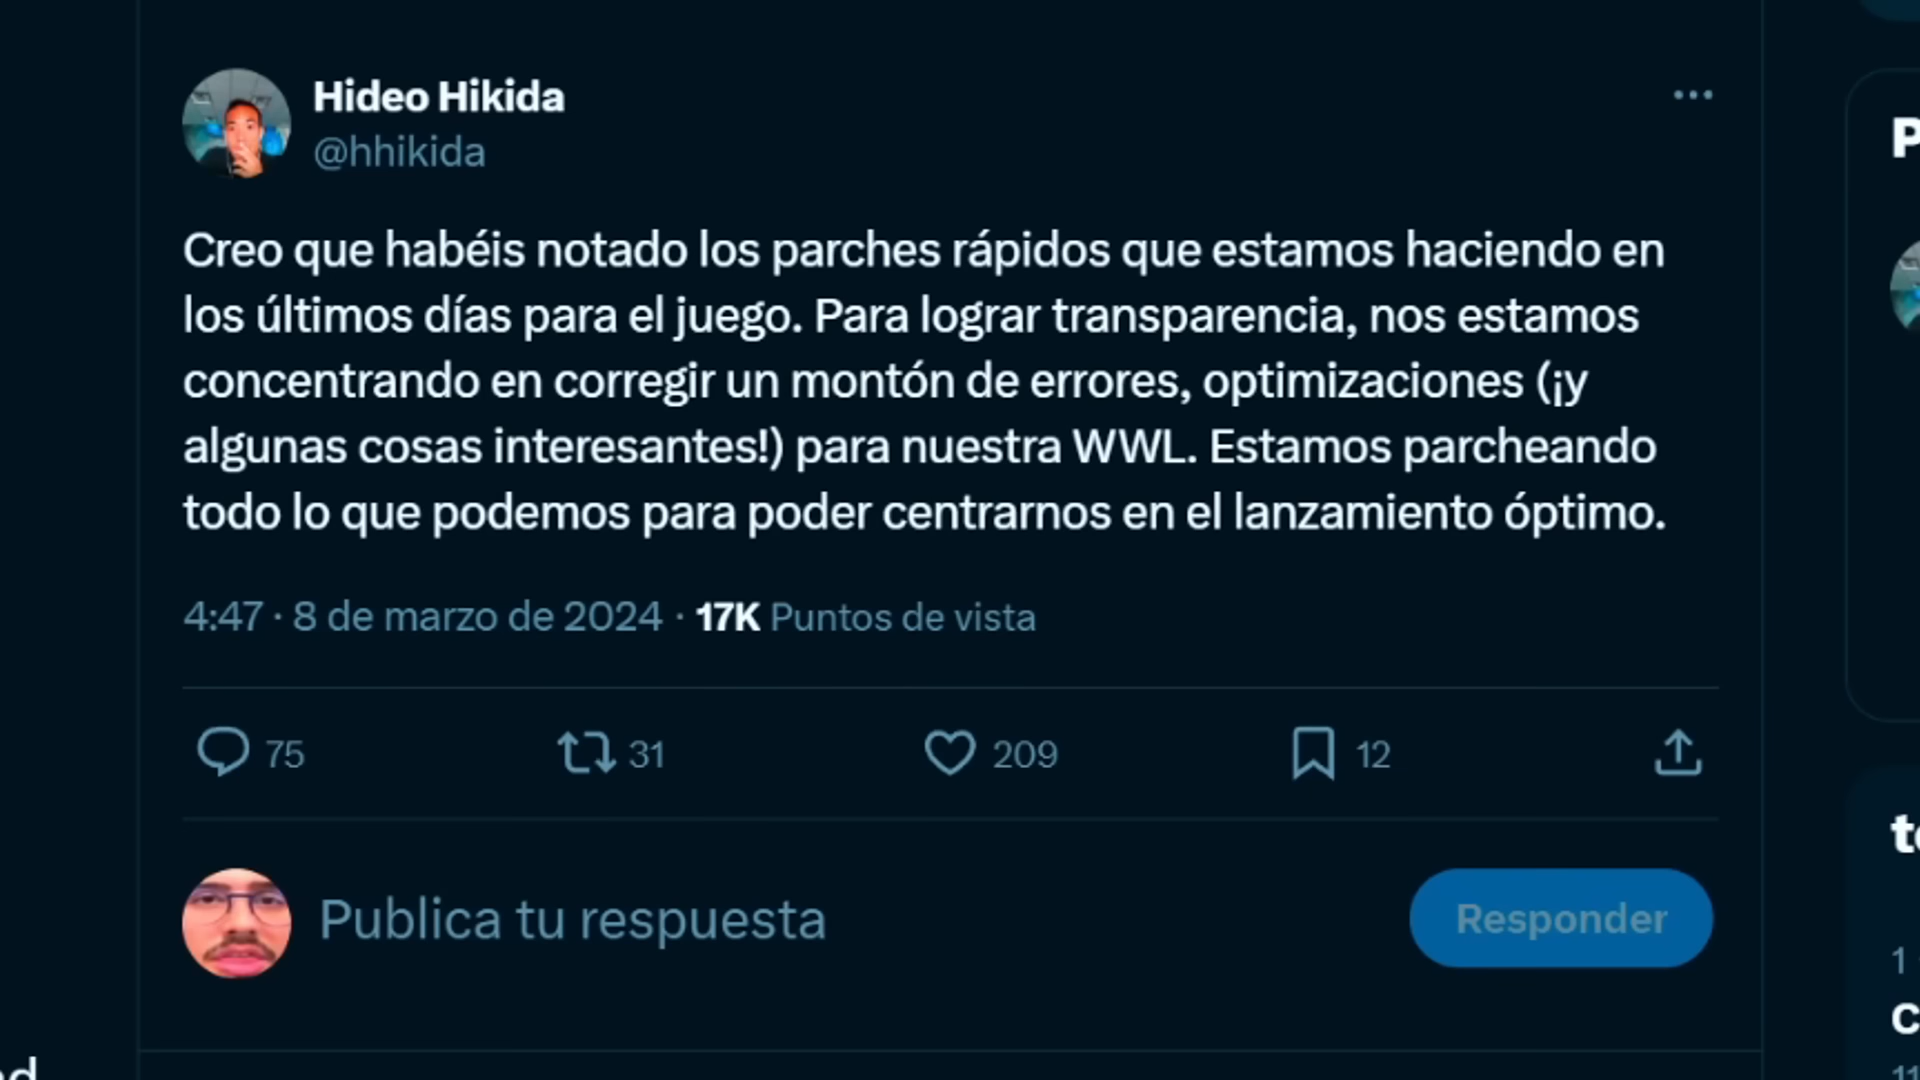 Hideo Hikida
@hhikida
Creo que habéis notado los parches rápidos que estamos haciendo en
los últimos días para el juego. Para lograr transparencia, nos estamos
concentrando en corregir un montón de errores, optimizaciones (¡y
algunas cosas interesantes!) para nuestra WWL. Estamos parcheando
todo lo que podemos para poder centrarnos en el lanzamiento óptimo.
4:47 · 8 de marzo de 2024 · 17K Puntos de vista
75 31 209 12
Publica tu respuesta
Responder
P
1